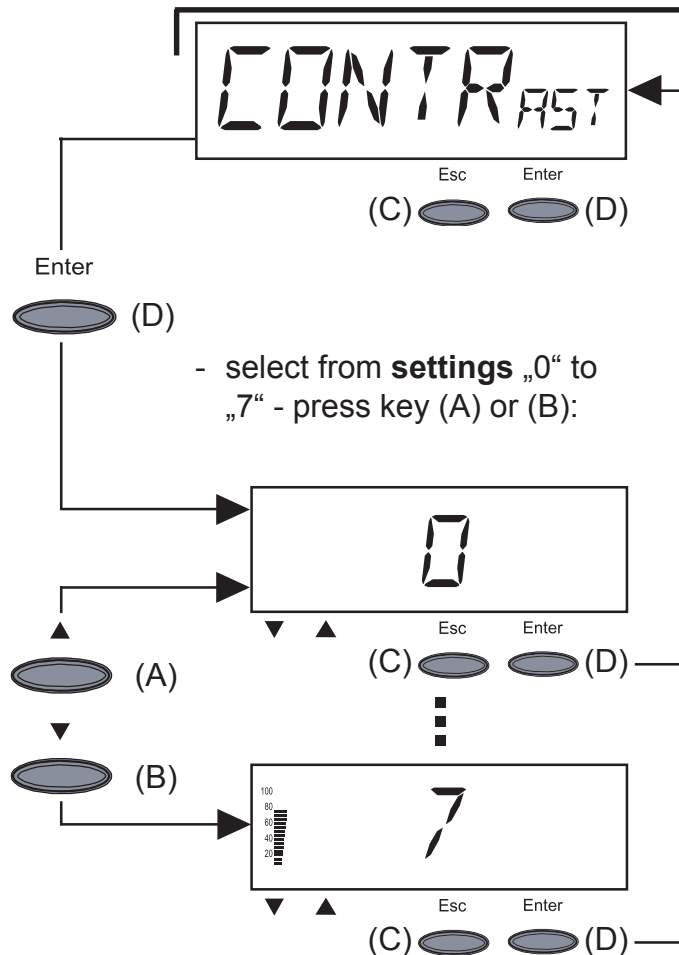 CONTRAST
Esc Enter
(C) (D)
Enter
(D)
- select from settings „0“ to
„7“ - press key (A) or (B):
0
▼ ▲ Esc Enter
▲
(C) (D)
(A)
▼
(B)
100
80
60
40
20
7
▼ ▲ Esc Enter
(C) (D)